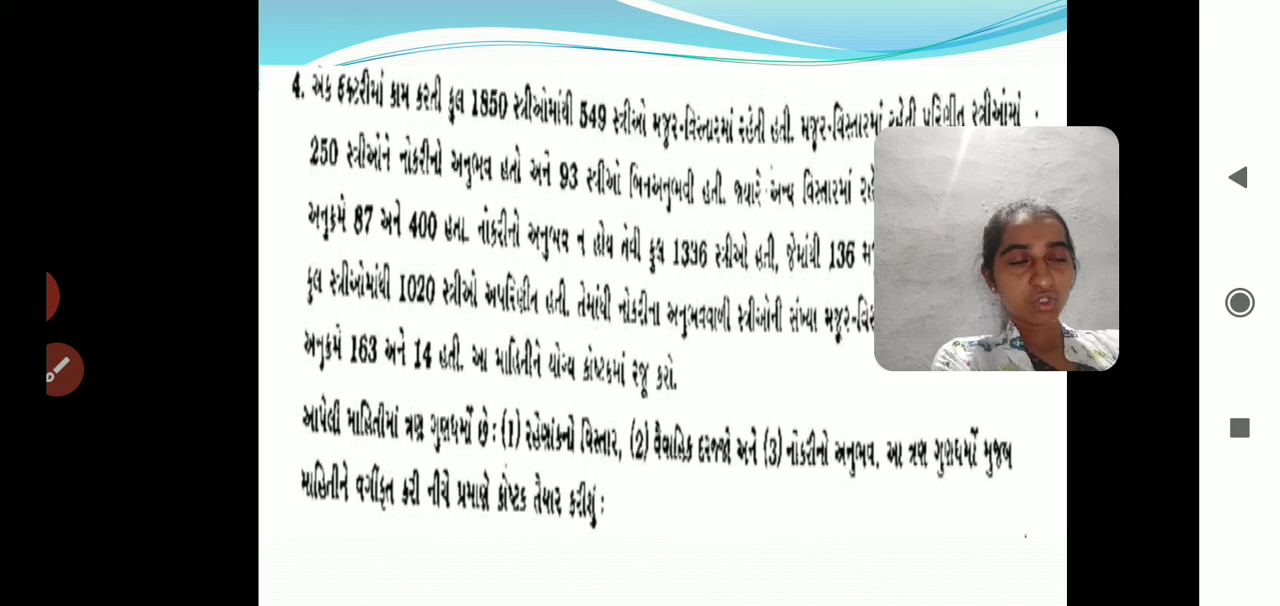 4. એક ફેક્ટરીમાં કામ કરતી કુલ 1850 સ્ત્રીઓમાંથી 549 સ્ત્રીઓ મજૂર-વિસ્તારમાં રહેતી હતી. મજૂર-વિસ્તારમાં રહેતી પરિણીત સ્ત્રીઓમાં
250 સ્ત્રીઓને નોકરીનો અનુભવ હતો અને 93 સ્ત્રીઓ બિનઅનુભવી હતી. જ્યારે અન્ય વિસ્તારમાં
અનુક્રમે 87 અને 400 હતા. નોકરીનો અનુભવ ન હોય તેવી કુલ 1336 સ્ત્રીઓ હતી, જેમાંથી 136
કુલ સ્ત્રીઓમાંથી 1020 સ્ત્રીઓ અપરિણીત હતી. તેમાંથી નોકરીના અનુભવવાળી સ્ત્રીઓની સંખ્યા
અનુક્રમે 163 અને 14 હતી. આ માહિતીને યોગ્ય કોષ્ટકમાં રજૂ કરો.
આપેલી માહિતીમાં ત્રણ ગુણધર્મો છે : (1) રહેણાંકનો વિસ્તાર, (2) વૈવાહિક દરજ્જો અને (3) નોકરીનો અનુભવ. આ ત્રણ ગુણધર્મો મુજબ
માહિતીને વર્ગીકૃત કરી નીચે પ્રમાણે કોષ્ટક તૈયાર કરીશું :